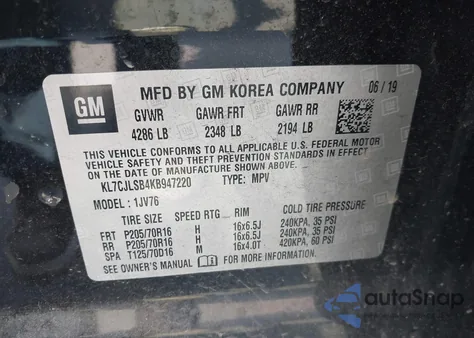 GM
MFD BY GM KOREA COMPANY 06 / 19
GVWR GAWR FRT GAWR RR
4286 LB 2348 LB 2194 LB
THIS VEHICLE CONFORMS TO ALL APPLICABLE U.S. FEDERAL MOTOR
VEHICLE SAFETY AND THEFT PREVENTION STANDARDS IN EFFECT ON THE
DATE OF MANUFACTURE SHOWN ABOVE.
KL7CJLSB4KB947220 TYPE: MPV
MODEL: 1JV76
SPEED RTG RIM COLD TIRE PRESSURE
FRT P205/70R16 H 16x6.5J 240KPA, 35 PSI
RR P205/70R16 H 16x6.5J 240KPA, 35 PSI
SPA T125/70D16 M 16x4.0T 420KPA, 60 PSI
SEE OWNER'S MANUAL FOR MORE INFORMATION.
autoSnap